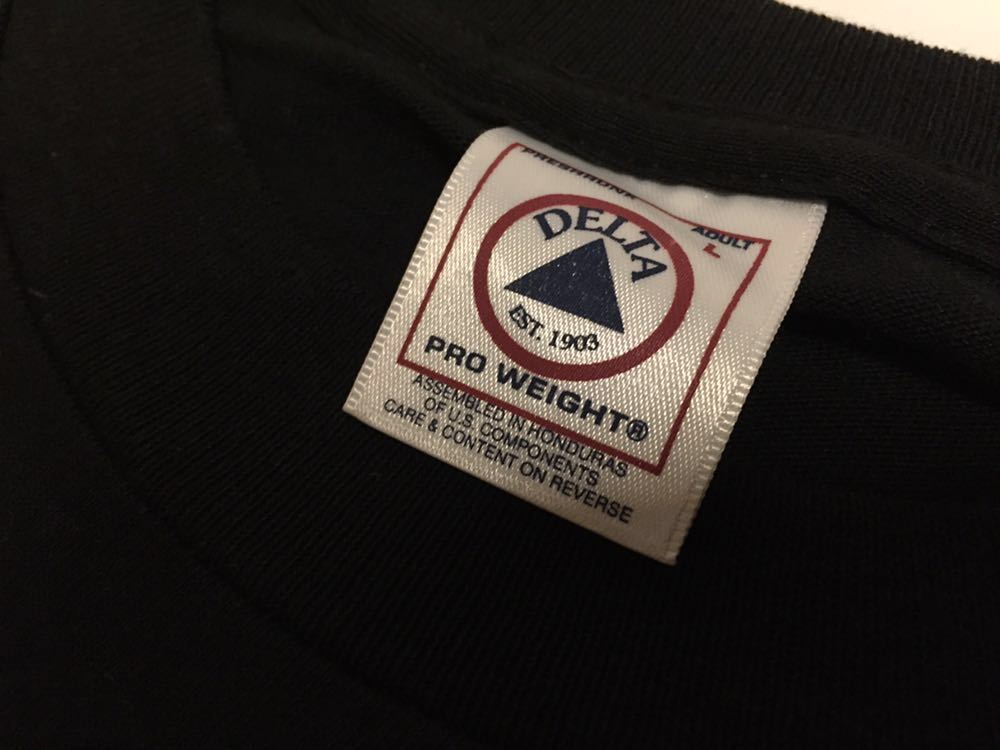 PRESHRUNK
ADULT
L
DELTA
EST. 1903
PRO WEIGHT®
ASSEMBLED IN HONDURAS
OF U.S. COMPONENTS
CARE & CONTENT ON REVERSE